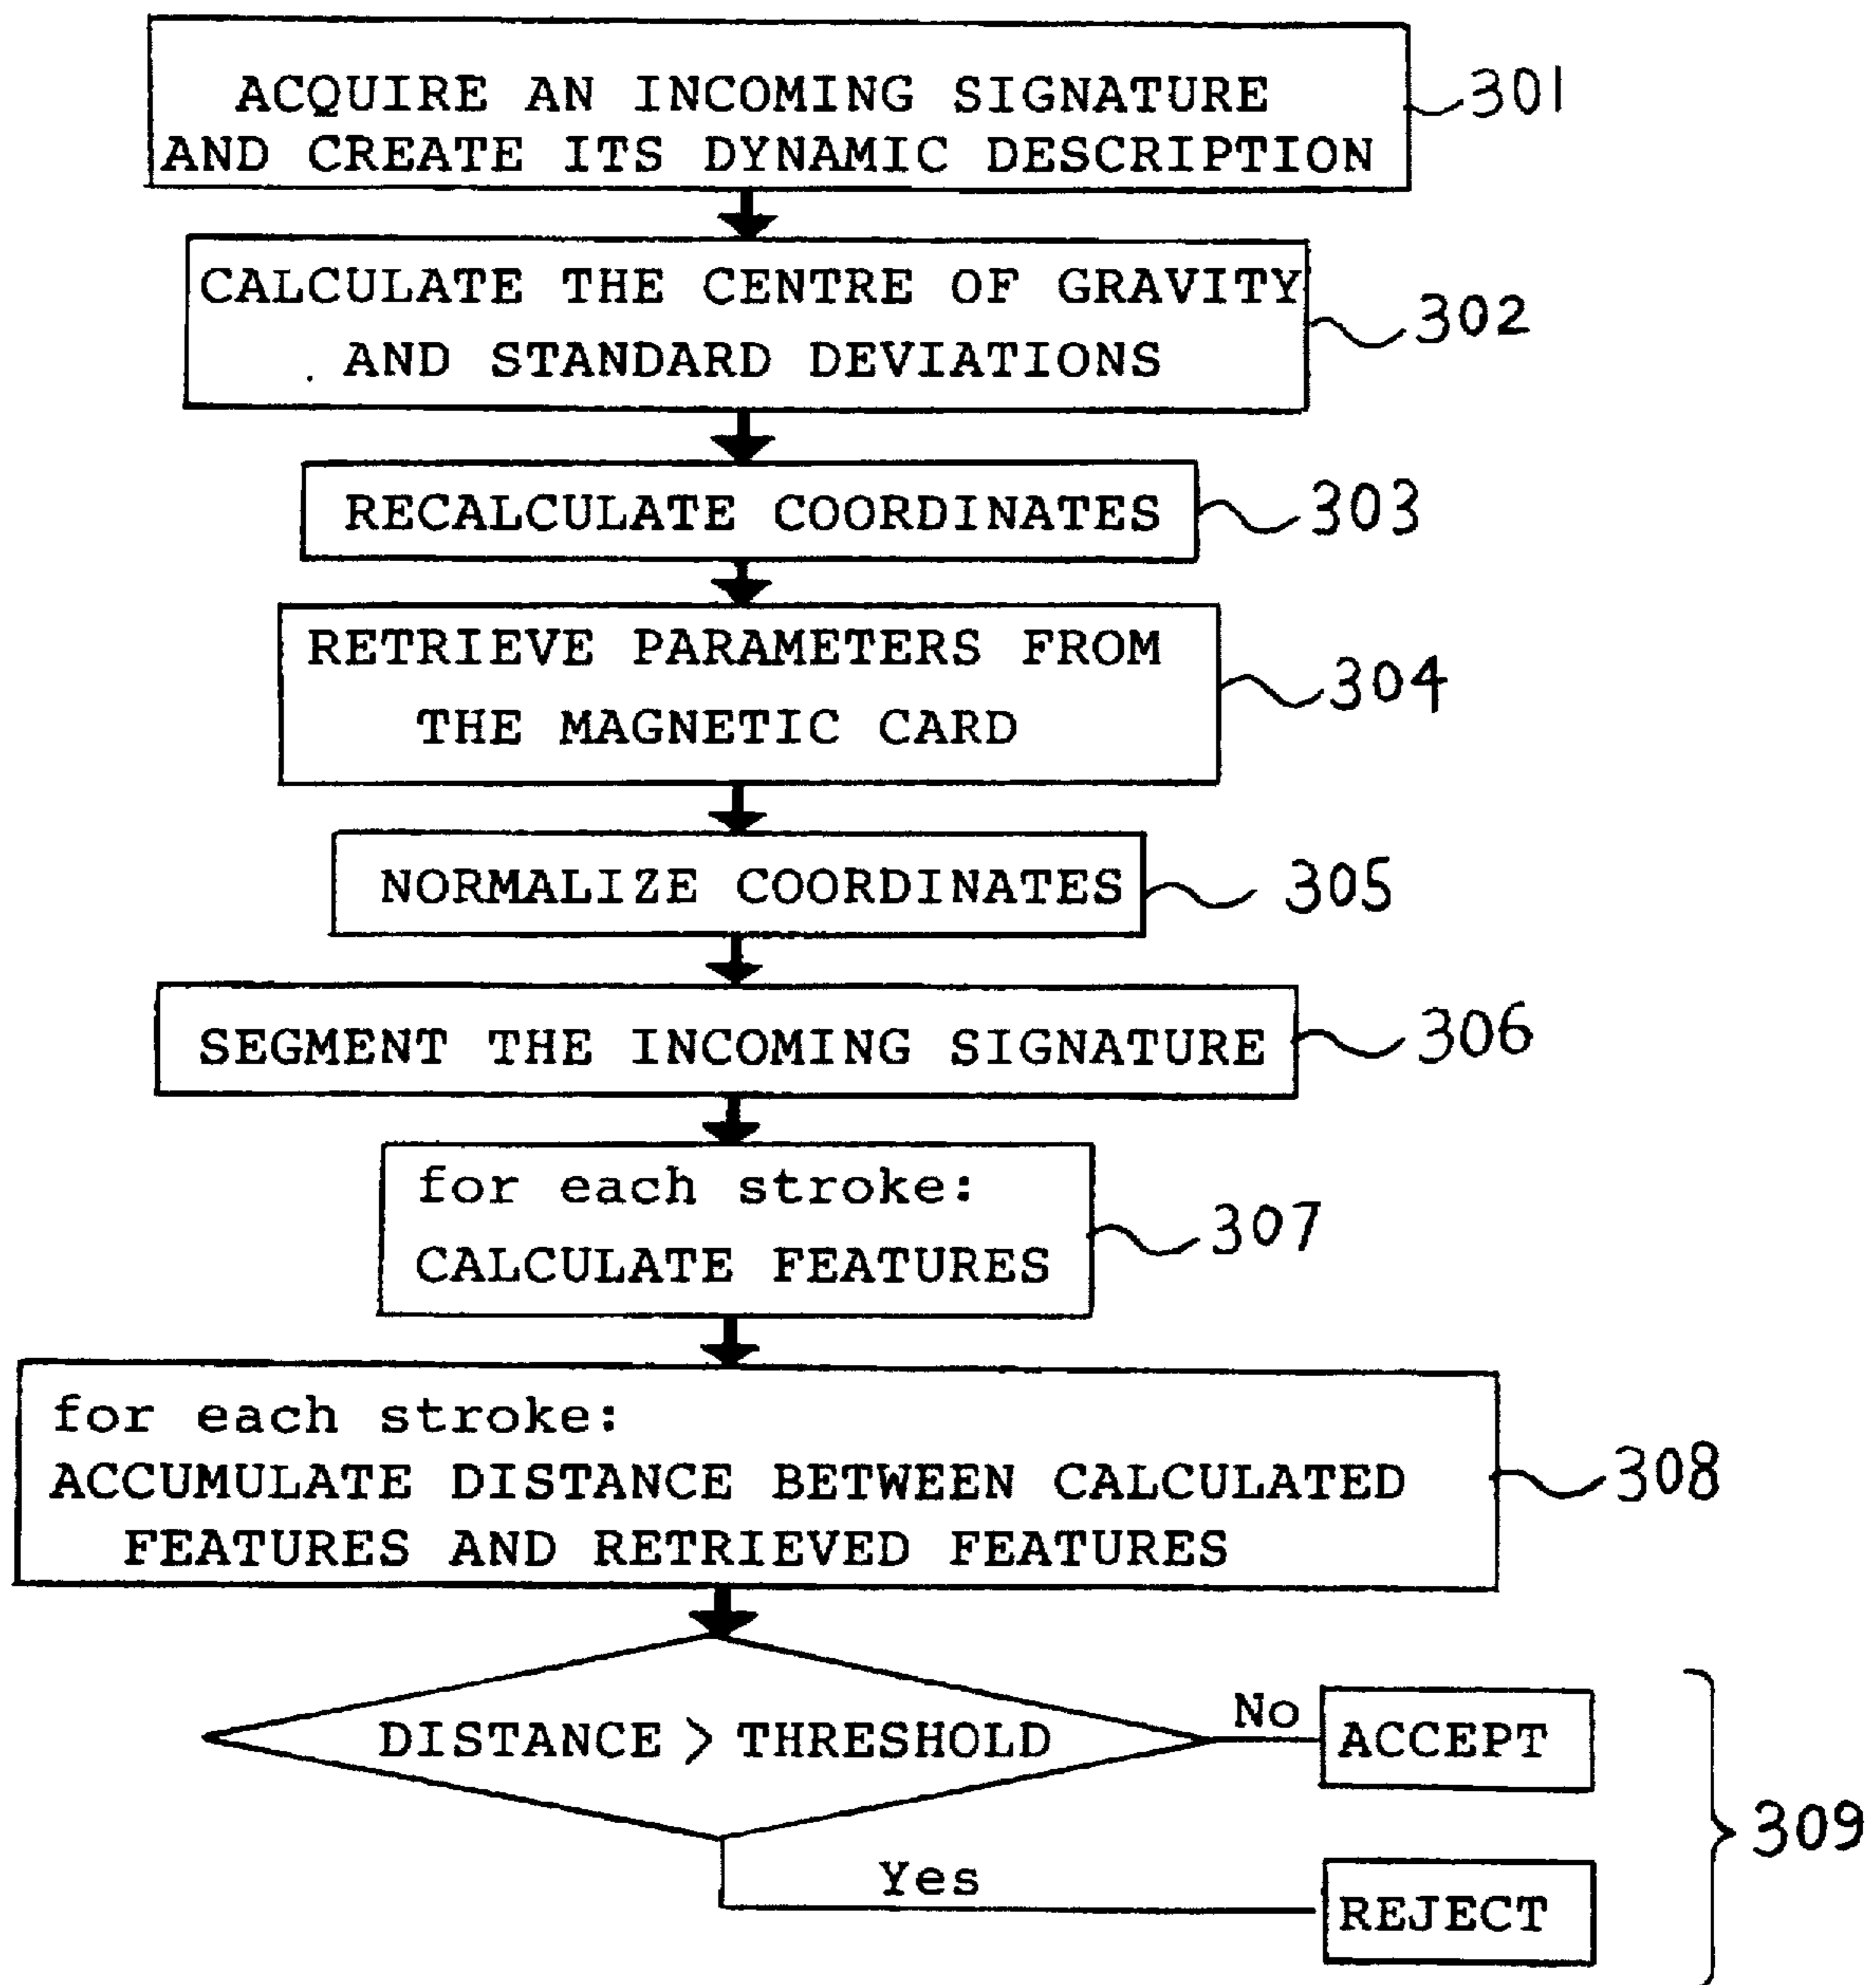 ACQUIRE AN INCOMING SIGNATURE
AND CREATE ITS DYNAMIC DESCRIPTION
301
CALCULATE THE CENTRE OF GRAVITY
AND STANDARD DEVIATIONS
302
RECALCULATE COORDINATES
303
RETRIEVE PARAMETERS FROM
THE MAGNETIC CARD
304
NORMALIZE COORDINATES
305
SEGMENT THE INCOMING SIGNATURE
306
for each stroke:
CALCULATE FEATURES
307
for each stroke:
ACCUMULATE DISTANCE BETWEEN CALCULATED
FEATURES AND RETRIEVED FEATURES
308
DISTANCE > THRESHOLD
No
ACCEPT
309
Yes
REJECT